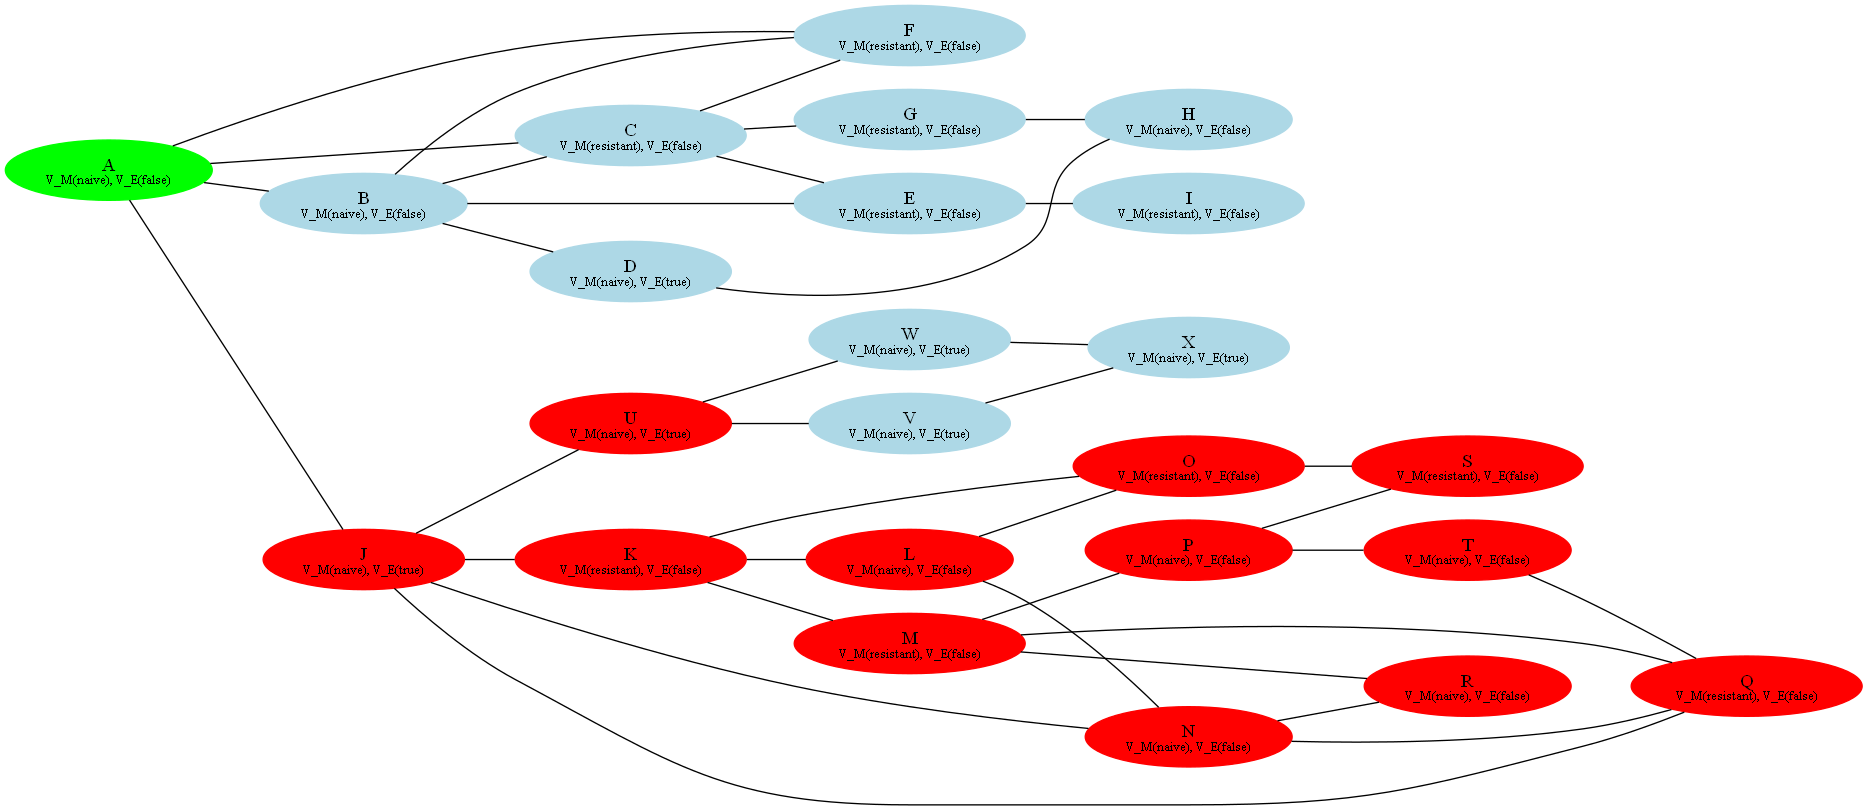 F
V_M(resistant), V_E(false)
G
V_M(resistant), V_E(false)
H
V_M(naive), V_E(false)
C
V_M(resistant), V_E(false)
A
V_M(naive), V_E(false)
B
V_M(naive), V_E(false)
E
V_M(resistant), V_E(false)
I
V_M(resistant), V_E(false)
D
V_M(naive), V_E(true)
W
V_M(naive), V_E(true)
X
V_M(naive), V_E(true)
U
V_M(naive), V_E(true)
V
V_M(naive), V_E(true)
O
V_M(resistant), V_E(false)
S
V_M(resistant), V_E(false)
J
V_M(naive), V_E(true)
K
V_M(resistant), V_E(false)
L
V_M(naive), V_E(false)
P
V_M(naive), V_E(false)
T
V_M(naive), V_E(false)
M
V_M(resistant), V_E(false)
R
V_M(naive), V_E(false)
Q
V_M(resistant), V_E(false)
N
V_M(naive), V_E(false)